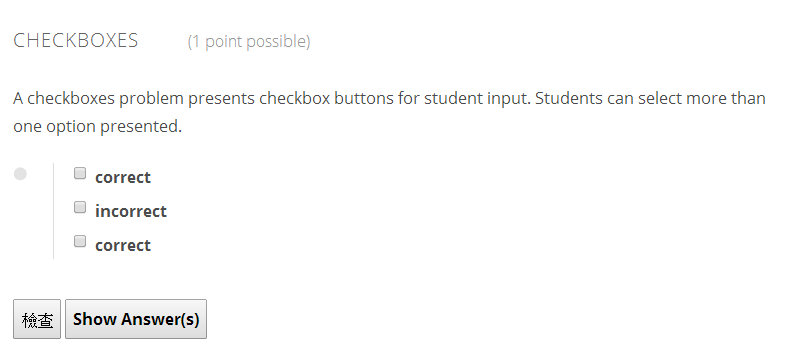 CHECKBOXES (1 point possible)
A checkboxes problem presents checkbox buttons for student input. Students can select more than
one option presented.
correct
incorrect
correct
檢查 Show Answer(s)